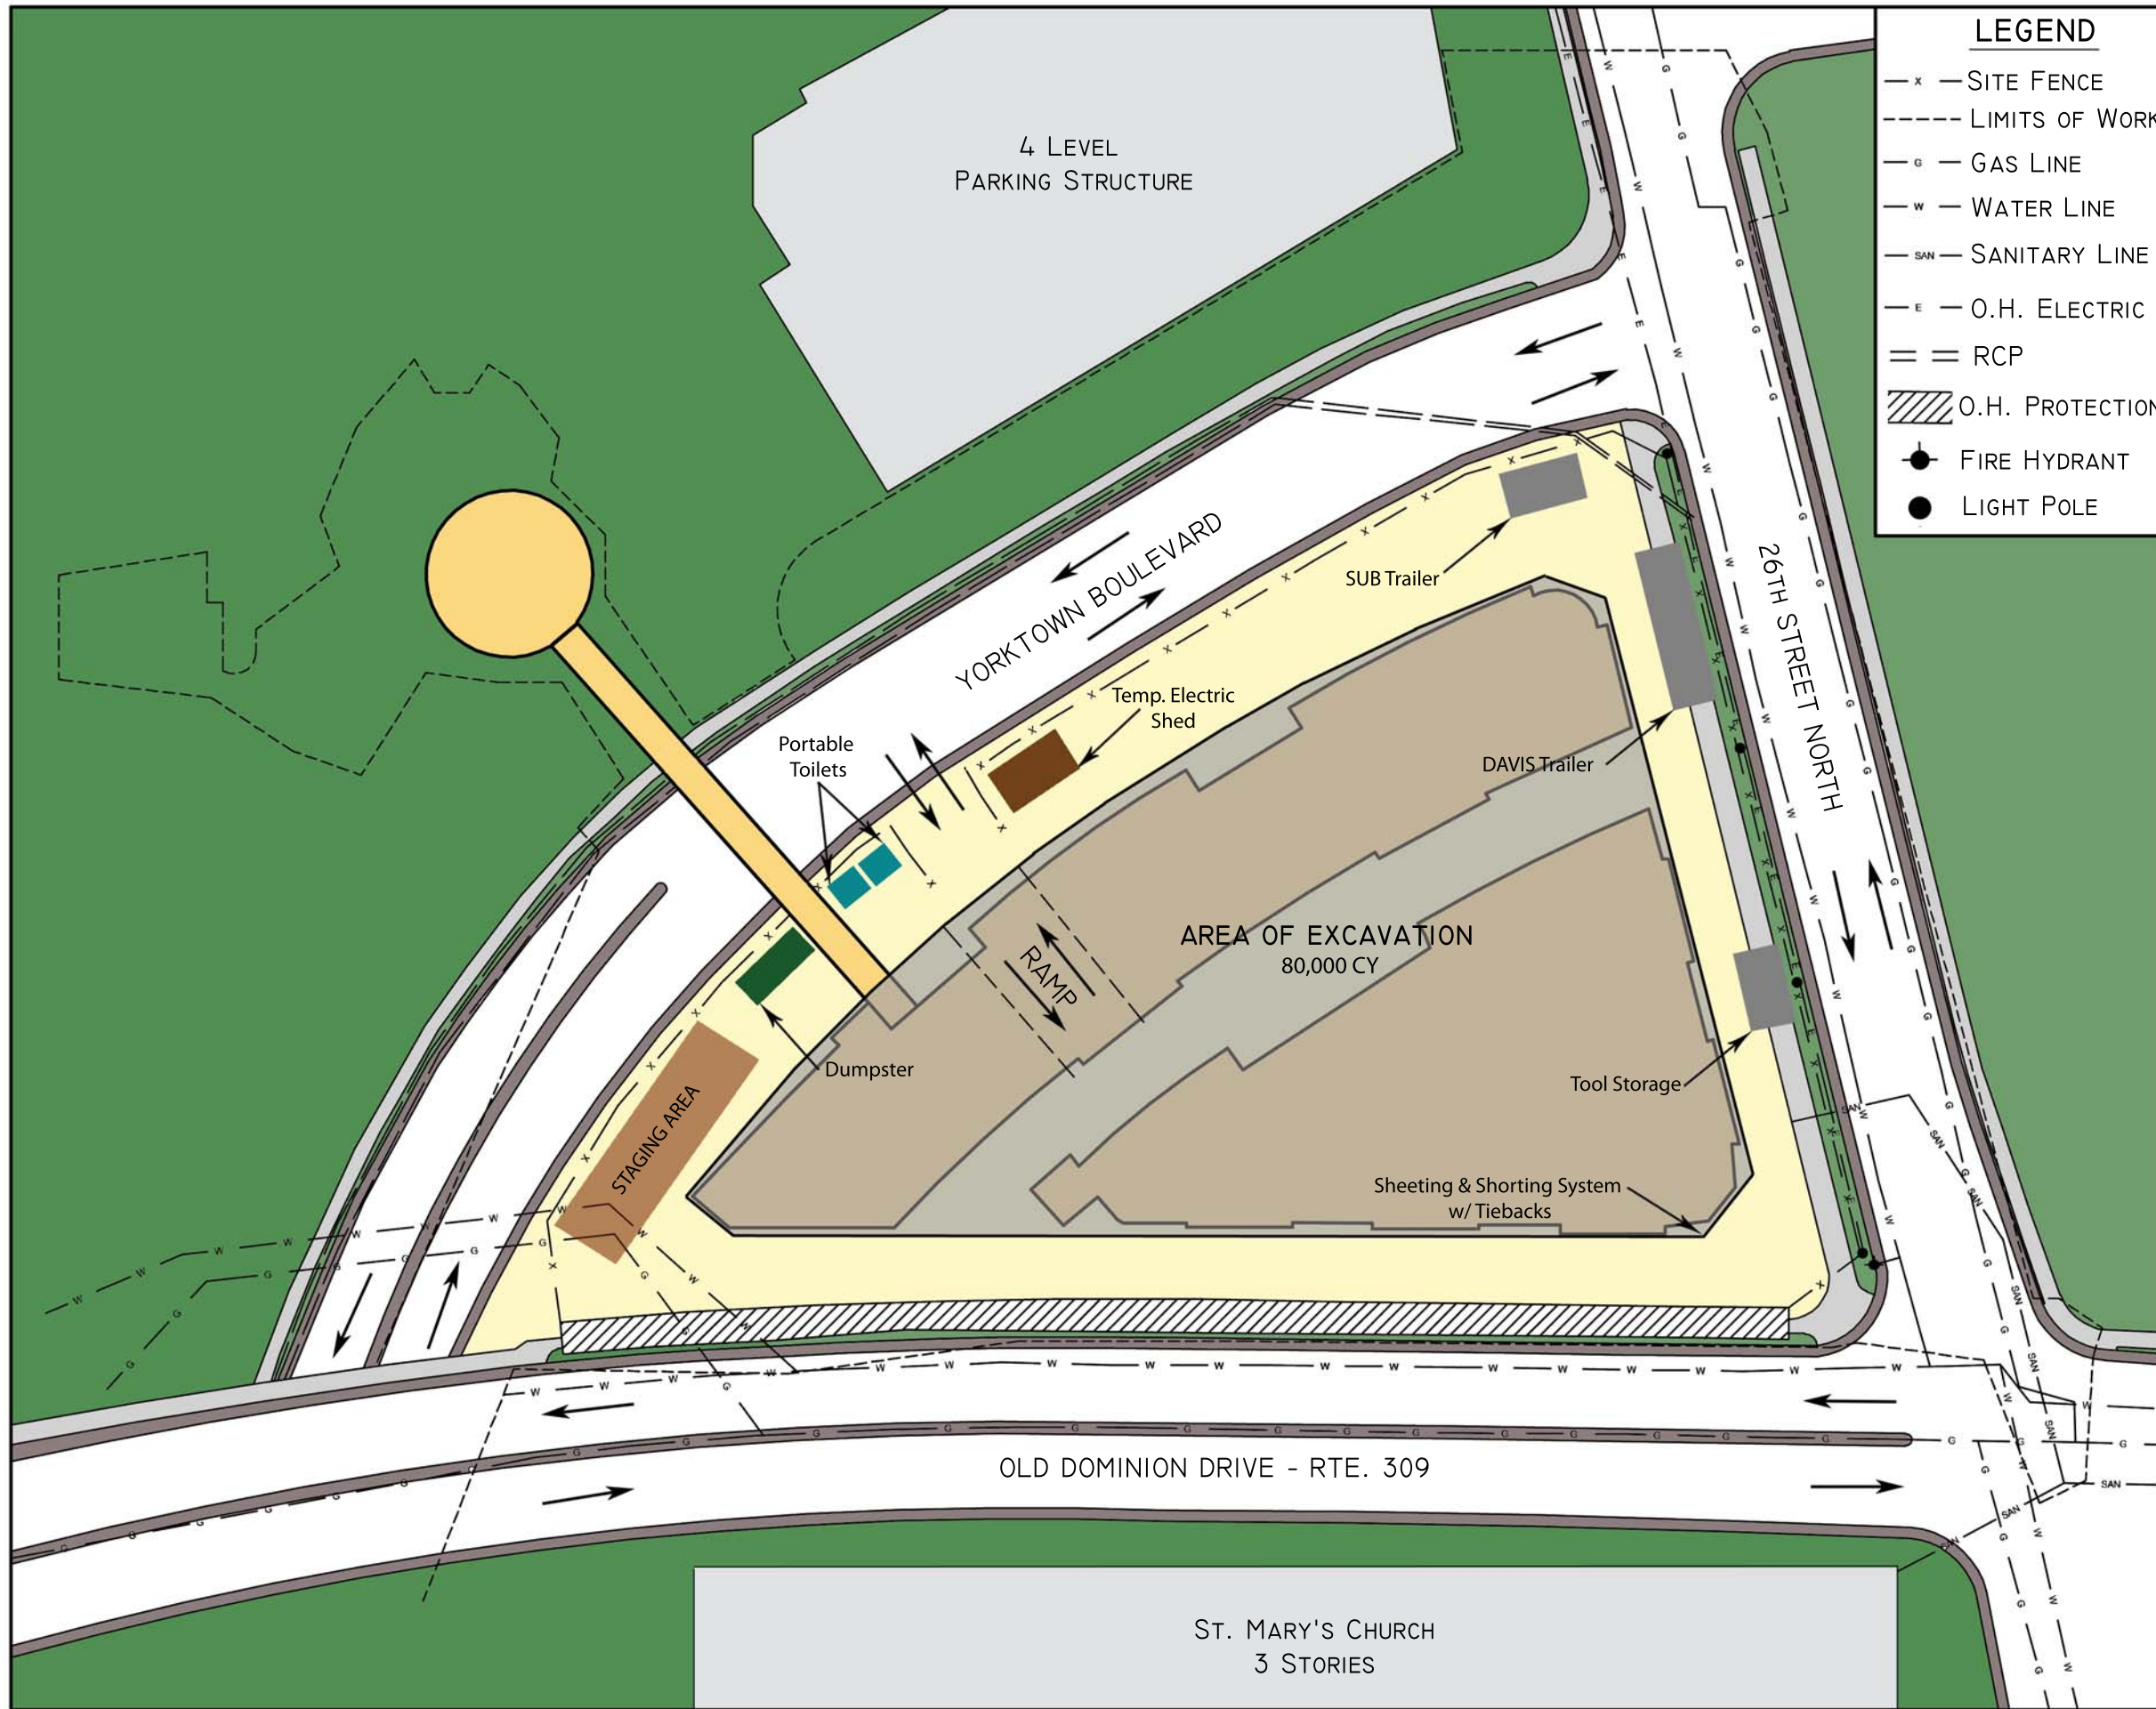 LEGEND
x SITE FENCE
LIMITS OF WORK
G GAS LINE
W WATER LINE
SAN SANITARY LINE
E O.H. ELECTRIC
RCP
O.H. PROTECTION
FIRE HYDRANT
LIGHT POLE
4 LEVEL
PARKING STRUCTURE
YORKTOWN BOULEVARD
26TH STREET NORTH
SUB Trailer
Temp. Electric
Shed
Portable
Toilets
DAVIS Trailer
AREA OF EXCAVATION
80,000 CY
RAMP
Dumpster
Tool Storage
STAGING AREA
Sheeting & Shorting System
w/ Tiebacks
OLD DOMINION DRIVE - RTE. 309
ST. MARY'S CHURCH
3 STORIES